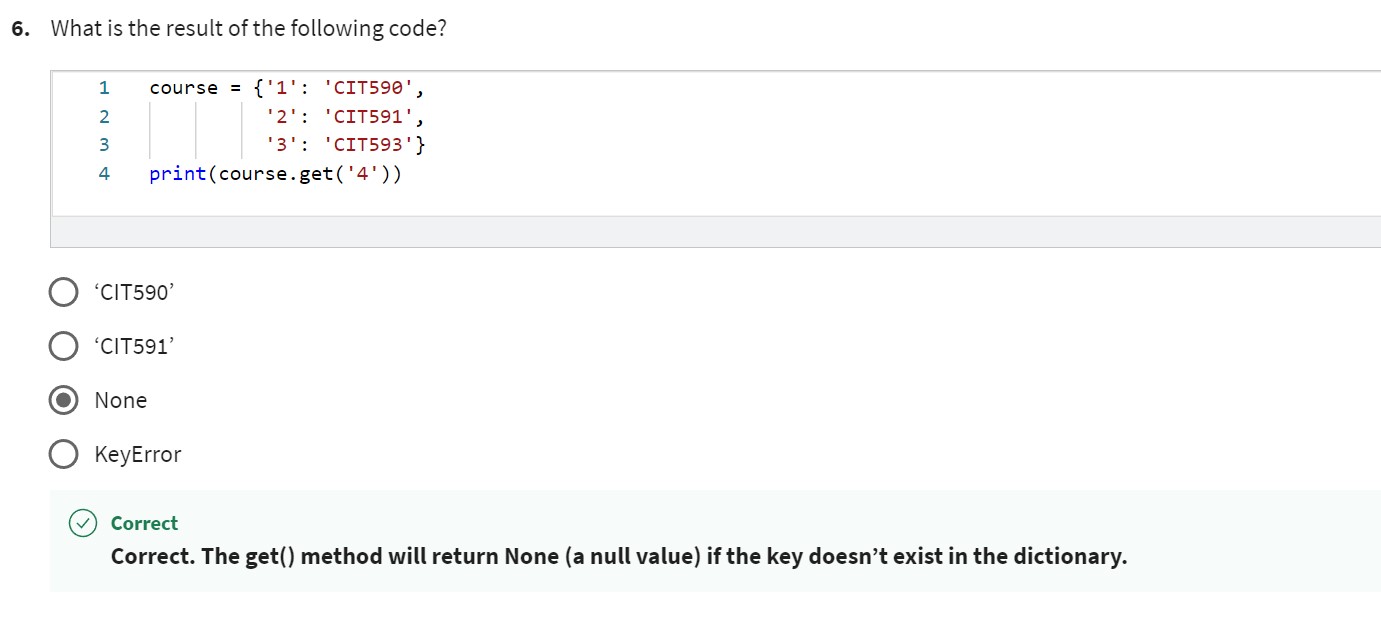 6. What is the result of the following code?
1 course = {'1': 'CIT590',
2 '2': 'CIT591',
3 '3': 'CIT593'}
4 print(course.get('4'))
‘CIT590’
‘CIT591’
None
KeyError
Correct
Correct. The get() method will return None (a null value) if the key doesn’t exist in the dictionary.